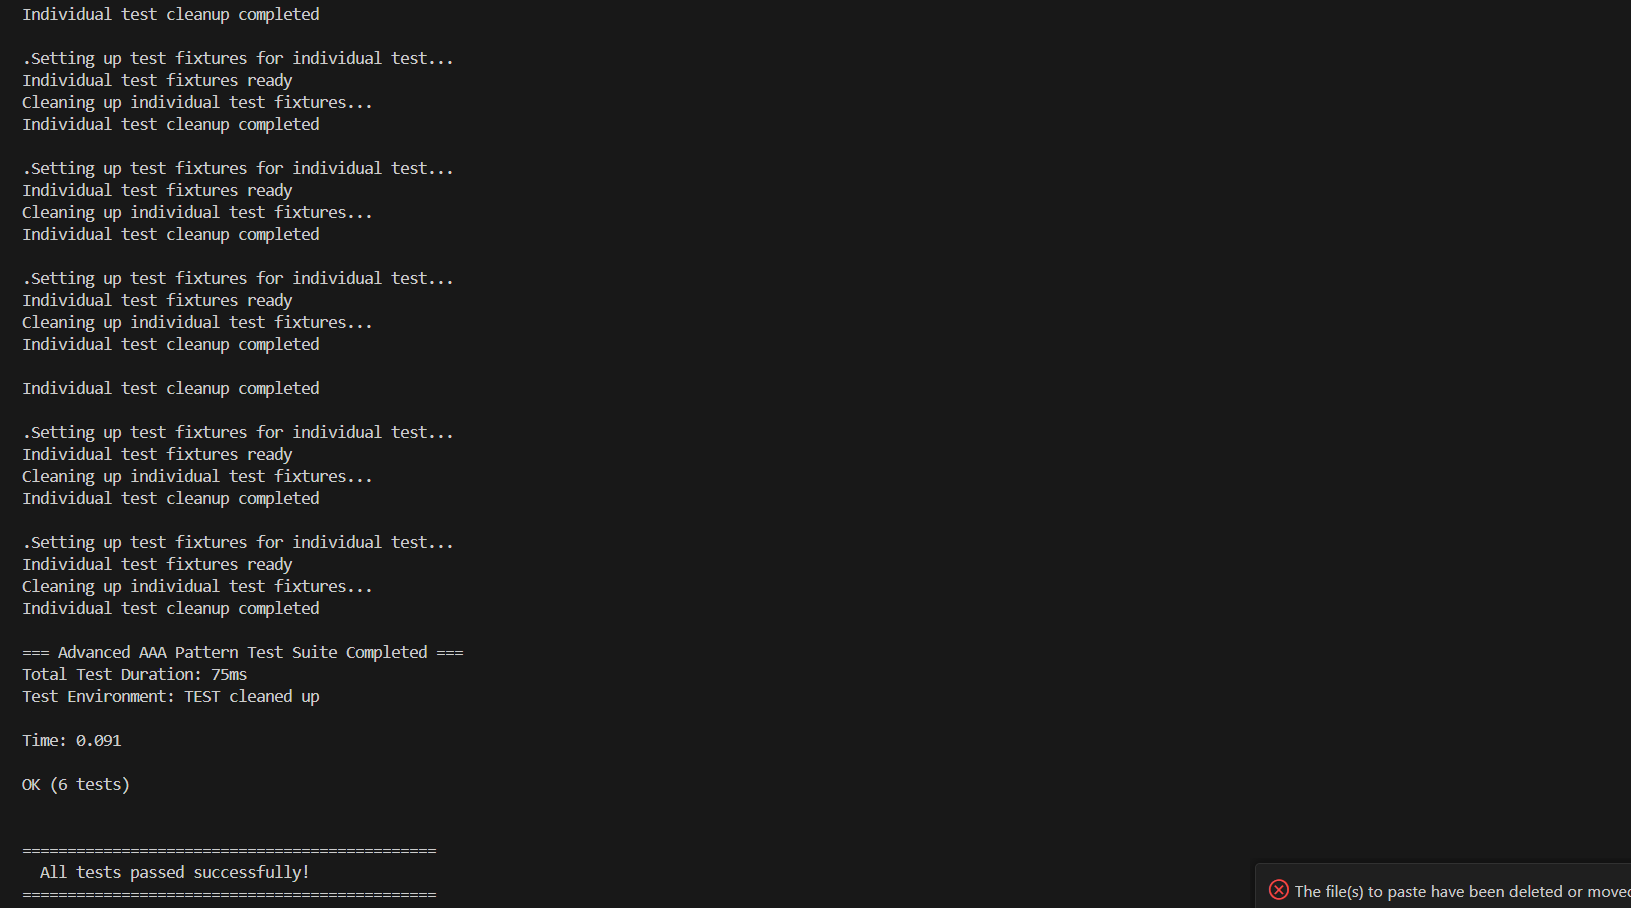 Individual test cleanup completed
.Setting up test fixtures for individual test...
Individual test fixtures ready
Cleaning up individual test fixtures...
Individual test cleanup completed
.Setting up test fixtures for individual test...
Individual test fixtures ready
Cleaning up individual test fixtures...
Individual test cleanup completed
.Setting up test fixtures for individual test...
Individual test fixtures ready
Cleaning up individual test fixtures...
Individual test cleanup completed
Individual test cleanup completed
.Setting up test fixtures for individual test...
Individual test fixtures ready
Cleaning up individual test fixtures...
Individual test cleanup completed
.Setting up test fixtures for individual test...
Individual test fixtures ready
Cleaning up individual test fixtures...
Individual test cleanup completed
=== Advanced AAA Pattern Test Suite Completed ===
Total Test Duration: 75ms
Test Environment: TEST cleaned up
Time: 0.091
OK (6 tests)
==============================================
All tests passed successfully!
==============================================
The file(s) to paste have been deleted or moved